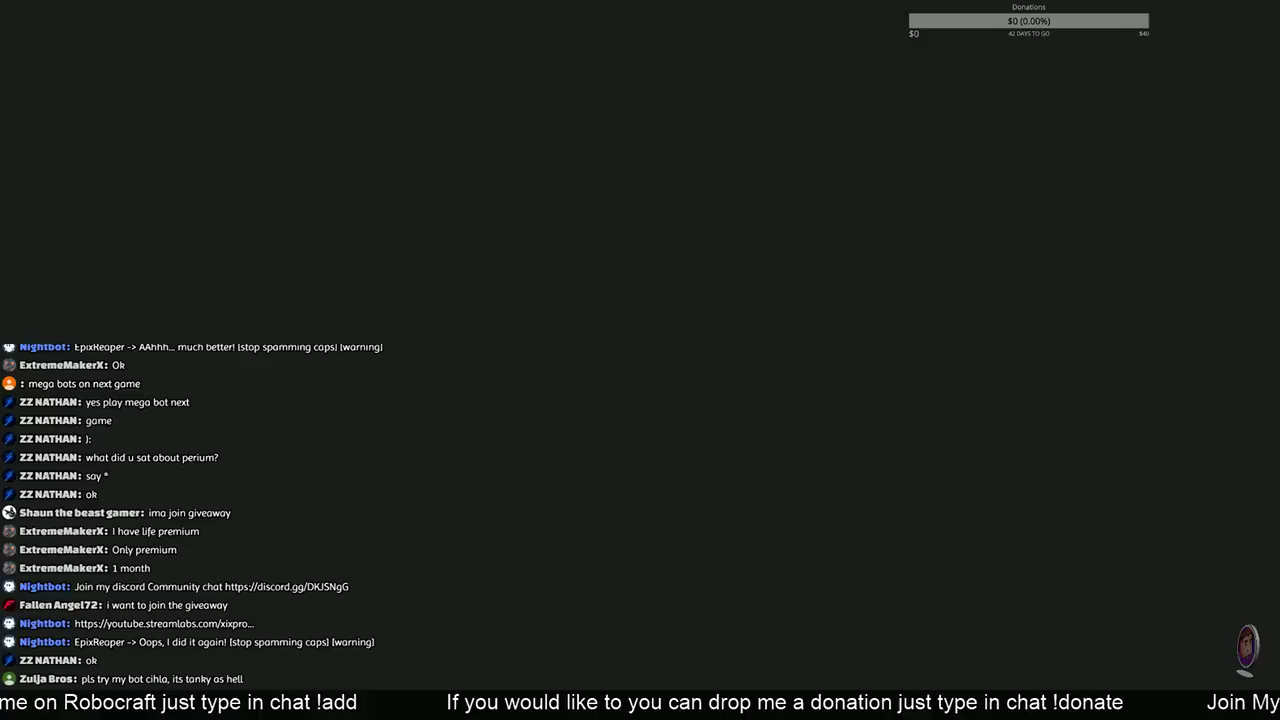 Donations
$0 (0.00%)
$0 42 DAYS TO GO $40
Nightbot: EpixReaper -> AAhhh... much better! [stop spamming caps] [warning]
ExtremeMakerX: Ok
: mega bots on next game
ZZ NATHAN: yes play mega bot next
ZZ NATHAN: game
ZZ NATHAN: ):
ZZ NATHAN: what did u sat about perium?
ZZ NATHAN: say *
ZZ NATHAN: ok
Shaun the beast gamer: ima join giveaway
ExtremeMakerX: I have life premium
ExtremeMakerX: Only premium
ExtremeMakerX: 1 month
Nightbot: Join my discord Community chat https://discord.gg/DKJSNgG
Fallen Angel72: i want to join the giveaway
Nightbot: https://youtube.streamlabs.com/xixpro...
Nightbot: EpixReaper -> Oops, I did it again! [stop spamming caps] [warning]
ZZ NATHAN: ok
Zulja Bros: pls try my bot cihla, its tanky as hell
me on Robocraft just type in chat !add If you would like to you can drop me a donation just type in chat !donate Join My